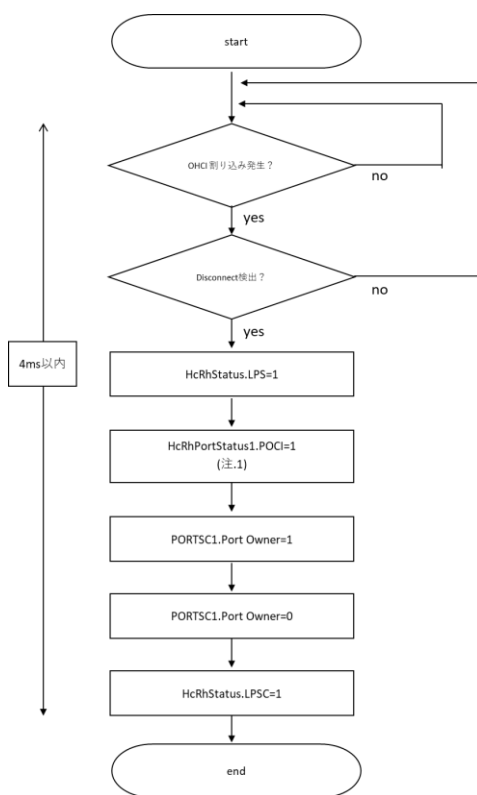 start
OHCI 割り込み発生？
no
yes
Disconnect検出？
no
yes
4ms以内
HcRhStatus.LPS=1
HcRhPortStatus1.POCI=1
(注.1)
PORTSC1.Port Owner=1
PORTSC1.Port Owner=0
HcRhStatus.LPSC=1
end